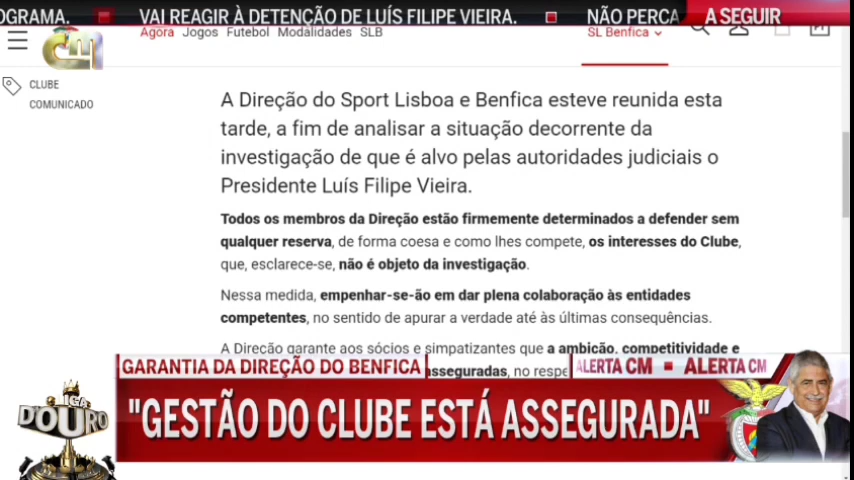 OGRAMA. VAI REAGIR À DETENÇÃO DE LUÍS FILIPE VIEIRA. NÃO PERCA A SEGUIR
cm
Agora Jogos Futebol Modalidades SLB SL Benfica
CLUBE
COMUNICADO
A Direção do Sport Lisboa e Benfica esteve reunida esta
tarde, a fim de analisar a situação decorrente da
investigação de que é alvo pelas autoridades judiciais o
Presidente Luís Filipe Vieira.
Todos os membros da Direção estão firmemente determinados a defender sem
qualquer reserva, de forma coesa e como lhes compete, os interesses do Clube,
que, esclarece-se, não é objeto da investigação.
Nessa medida, empenhar-se-ão em dar plena colaboração às entidades
competentes, no sentido de apurar a verdade até às últimas consequências.
A Direção garante aos sócios e simpatizantes que a ambição, competitividade e
asseguradas, no respe
GARANTIA DA DIREÇÃO DO BENFICA
ALERTA CM ALERTA CM
"GESTÃO DO CLUBE ESTÁ ASSEGURADA"
LIGA
D'OURO